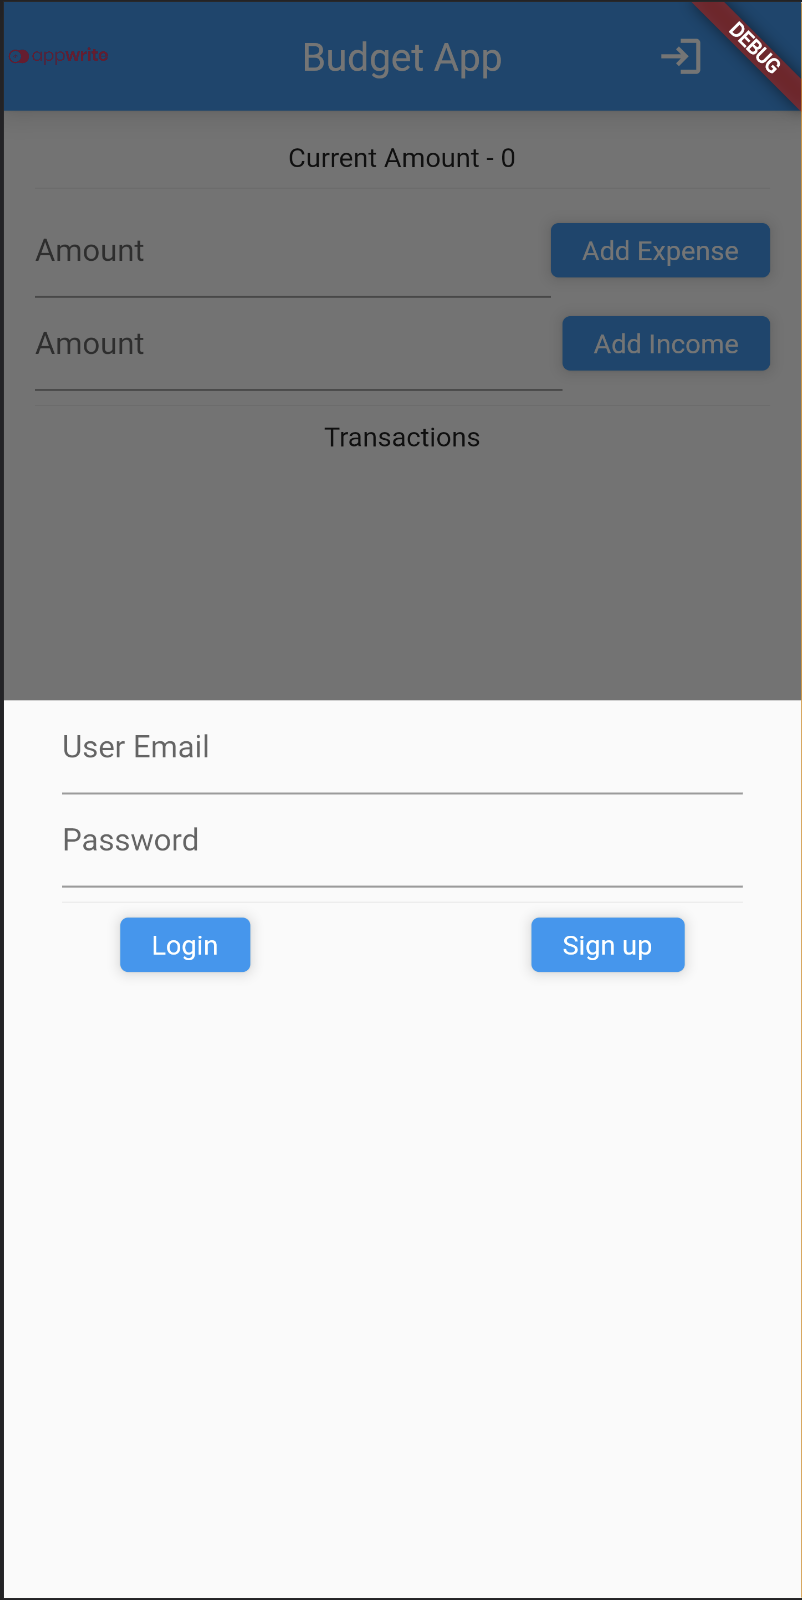 appwrite
Budget App
DEBUG
Current Amount - 0
Amount
Add Expense
Amount
Add Income
Transactions
User Email
Password
Login
Sign up